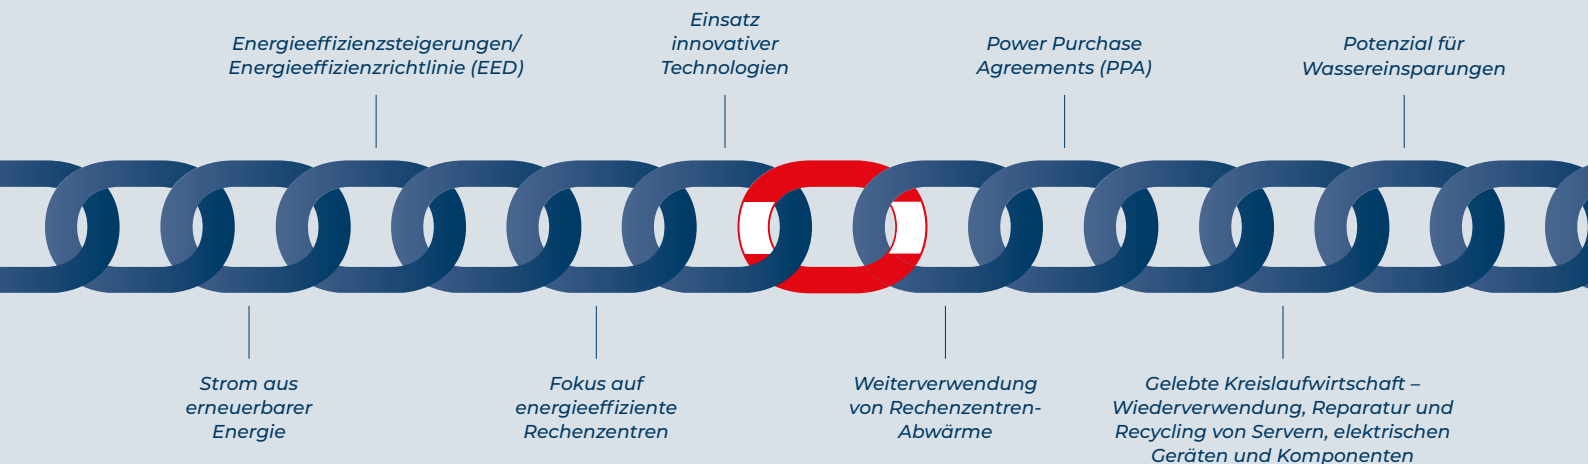 Energieeffizienzsteigerungen/
Energieeffizienzrichtlinie (EED)
Einsatz
innovativer
Technologien
Power Purchase
Agreements (PPA)
Potenzial für
Wassereinsparungen
Strom aus
erneuerbarer
Energie
Fokus auf
energieeffiziente
Rechenzentren
Weiterverwendung
von Rechenzentren-
Abwärme
Gelebte Kreislaufwirtschaft –
Wiederverwendung, Reparatur und
Recycling von Servern, elektrischen
Geräten und Komponenten